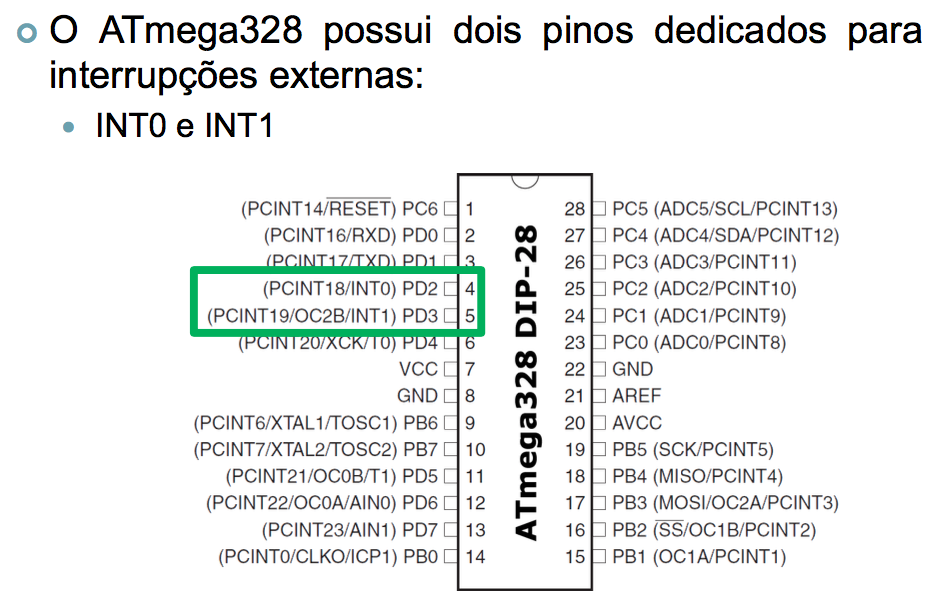 O ATmega328 possui dois pinos dedicados para
interrupções externas:
INT0 e INT1
(PCINT14/RESET) PC6 1 28 PC5 (ADC5/SCL/PCINT13)
(PCINT16/RXD) PD0 2 27 PC4 (ADC4/SDA/PCINT12)
(PCINT17/TXD) PD1 3 26 PC3 (ADC3/PCINT11)
(PCINT18/INT0) PD2 4 25 PC2 (ADC2/PCINT10)
(PCINT19/OC2B/INT1) PD3 5 24 PC1 (ADC1/PCINT9)
(PCINT20/XCK/T0) PD4 6 23 PC0 (ADC0/PCINT8)
VCC 7 22 GND
GND 8 21 AREF
(PCINT6/XTAL1/TOSC1) PB6 9 20 AVCC
(PCINT7/XTAL2/TOSC2) PB7 10 19 PB5 (SCK/PCINT5)
(PCINT21/OC0B/T1) PD5 11 18 PB4 (MISO/PCINT4)
(PCINT22/OC0A/AIN0) PD6 12 17 PB3 (MOSI/OC2A/PCINT3)
(PCINT23/AIN1) PD7 13 16 PB2 (SS/OC1B/PCINT2)
(PCINT0/CLKO/ICP1) PB0 14 15 PB1 (OC1A/PCINT1)
ATmega328 DIP-28